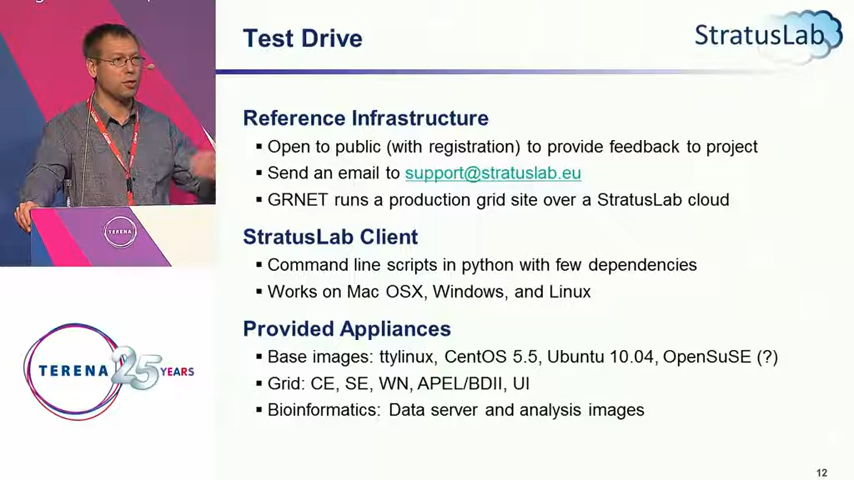 Test Drive
StratusLab
Reference Infrastructure
▪ Open to public (with registration) to provide feedback to project
▪ Send an email to support@stratuslab.eu
▪ GRNET runs a production grid site over a StratusLab cloud
StratusLab Client
▪ Command line scripts in python with few dependencies
▪ Works on Mac OSX, Windows, and Linux
Provided Appliances
▪ Base images: ttylinux, CentOS 5.5, Ubuntu 10.04, OpenSuSE (?)
▪ Grid: CE, SE, WN, APEL/BDII, UI
▪ Bioinformatics: Data server and analysis images
12
TERENA
TERENA 25 YEARS